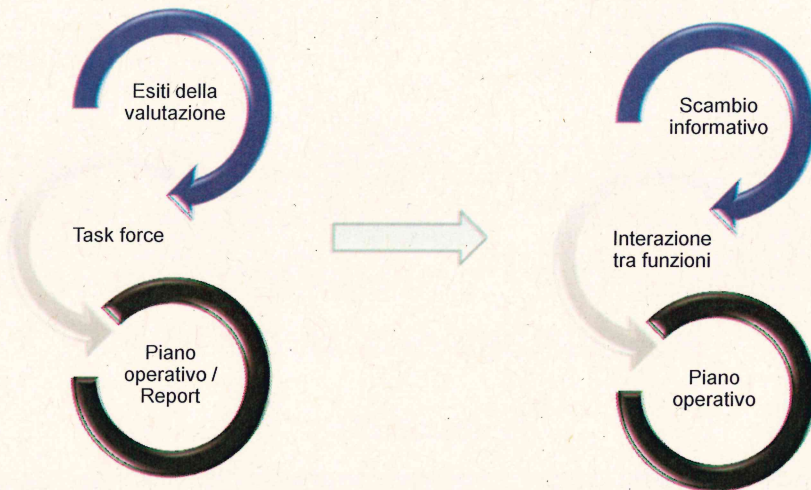 Esiti della
valutazione
Task force
Piano
operativo /
Report
Scambio
informativo
Interazione
tra funzioni
Piano
operativo